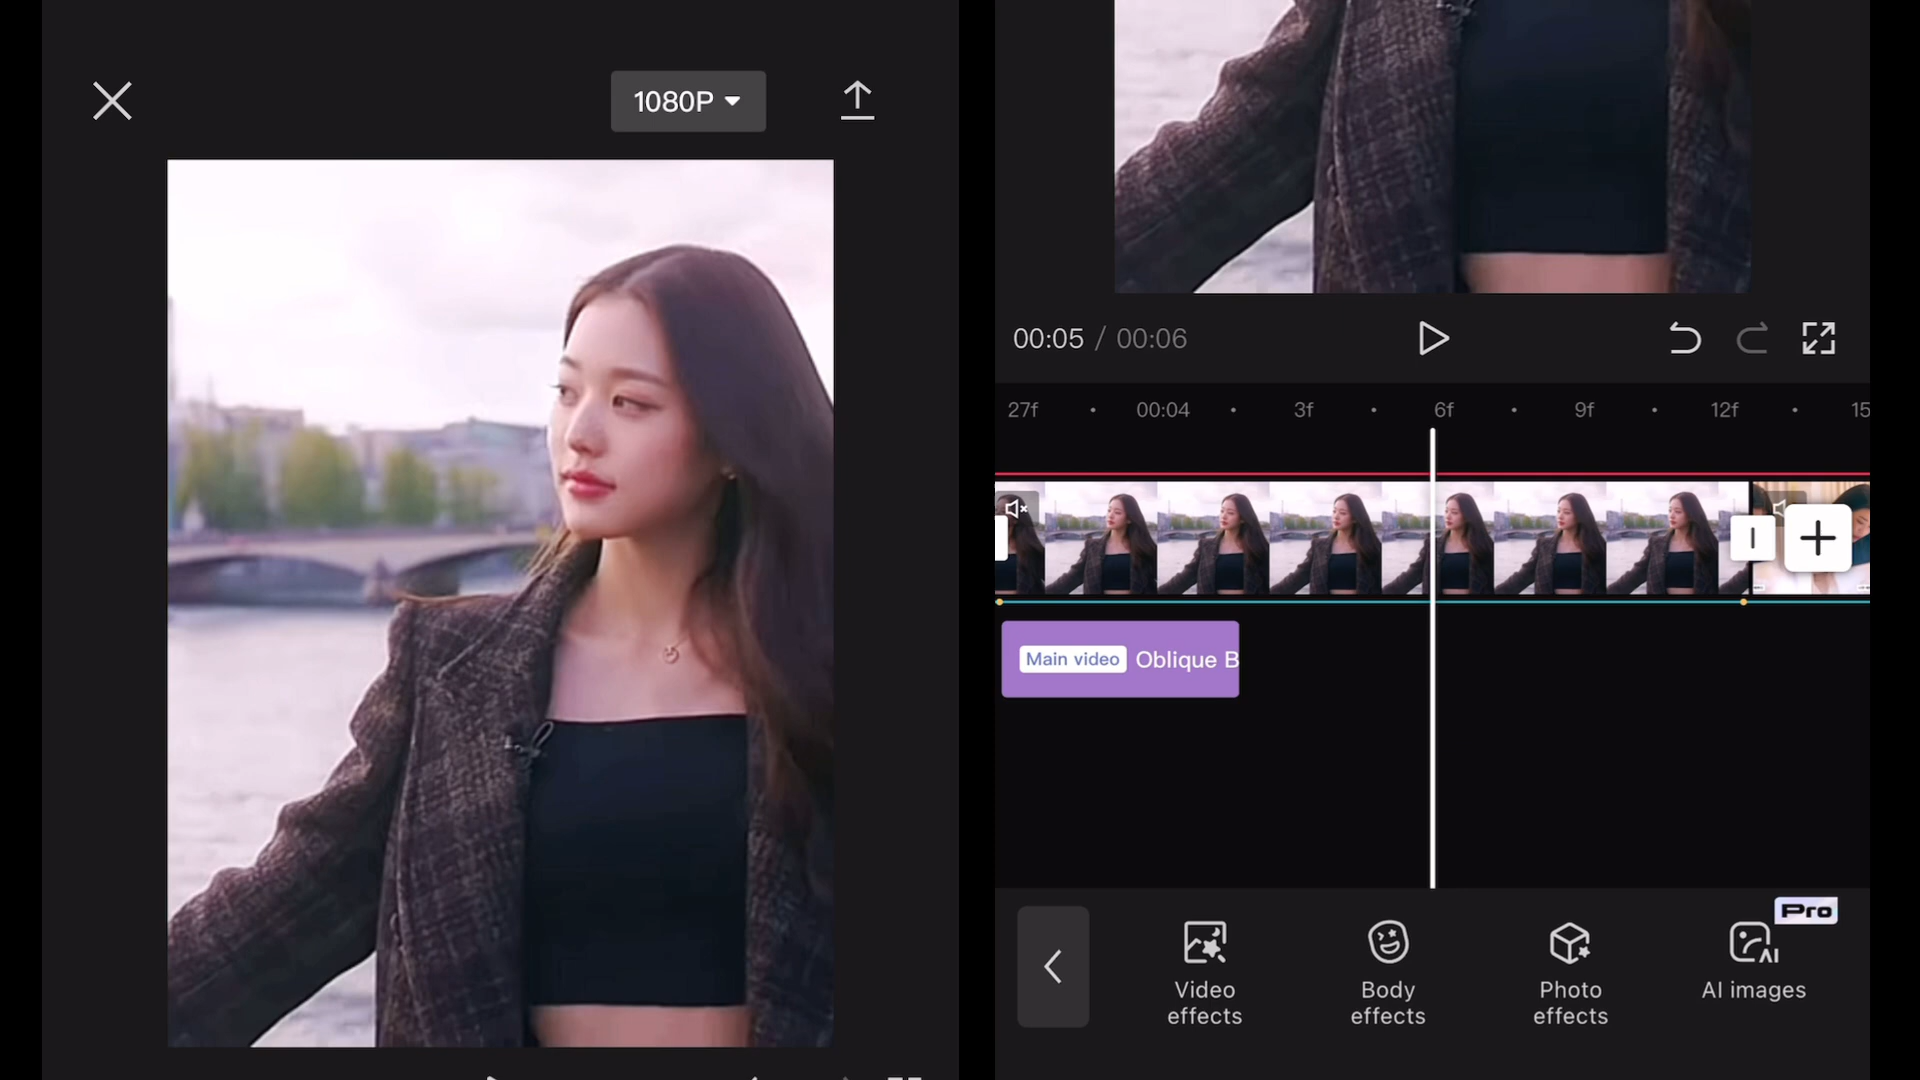 1080P
00:05 / 00:06
27f · 00:04 · 3f · 6f · 9f · 12f · 15
Main video Oblique B
Pro
Video
effects
Body
effects
Photo
effects
AI
AI images